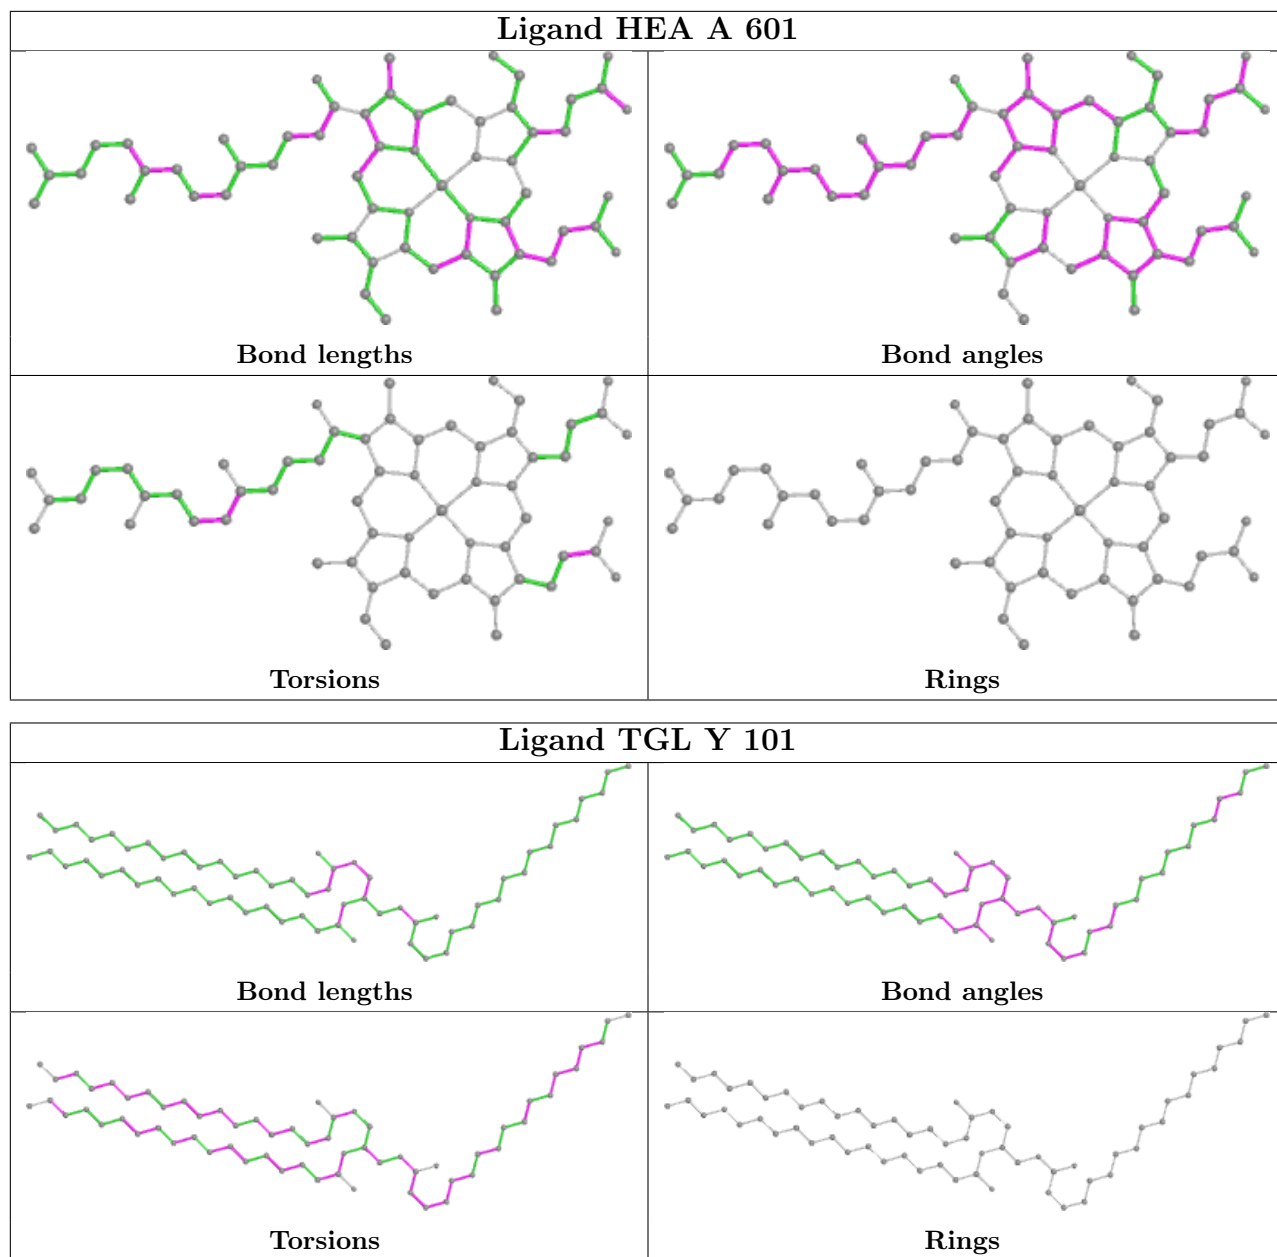 Ligand HEA A 601
Bond lengths
Bond angles
Torsions
Rings
Ligand TGL Y 101
Bond lengths
Bond angles
Torsions
Rings